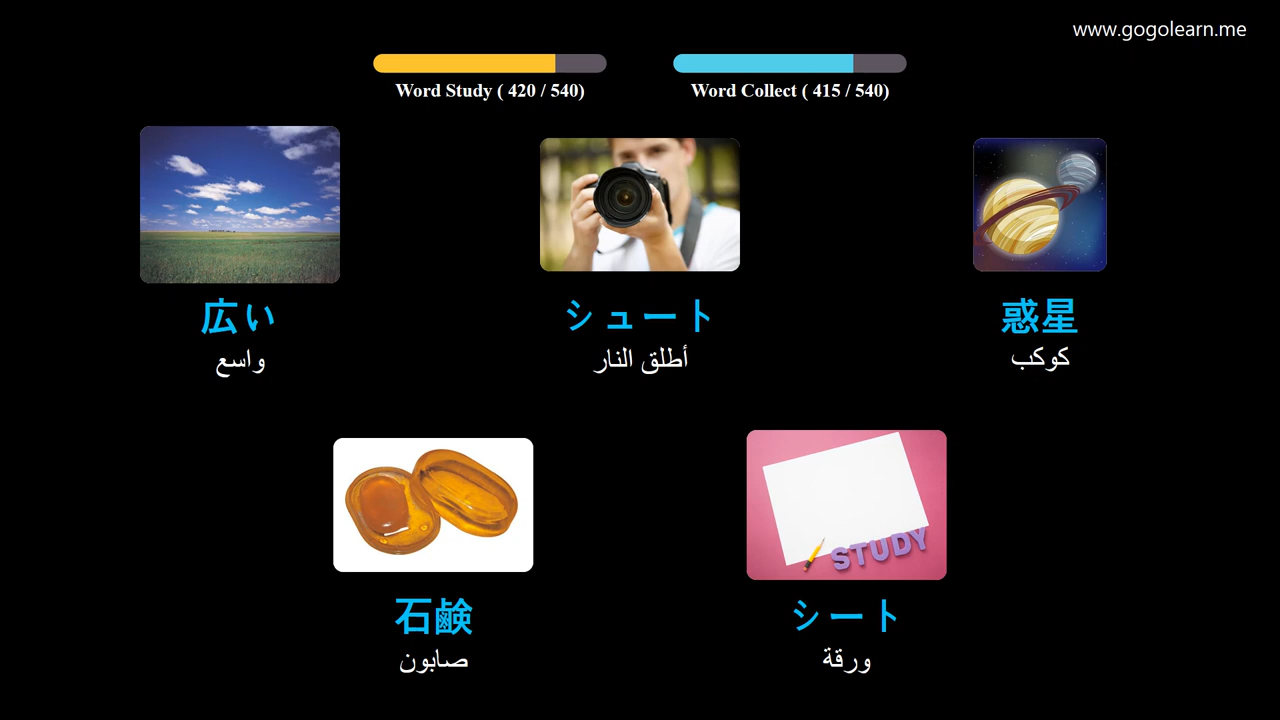 www.gogolearn.me
Word Study ( 420 / 540)
Word Collect ( 415 / 540)
広い
واسع
シュート
أطلق النار
惑星
كوكب
STUDY
石鹸
صابون
シート
ورقة